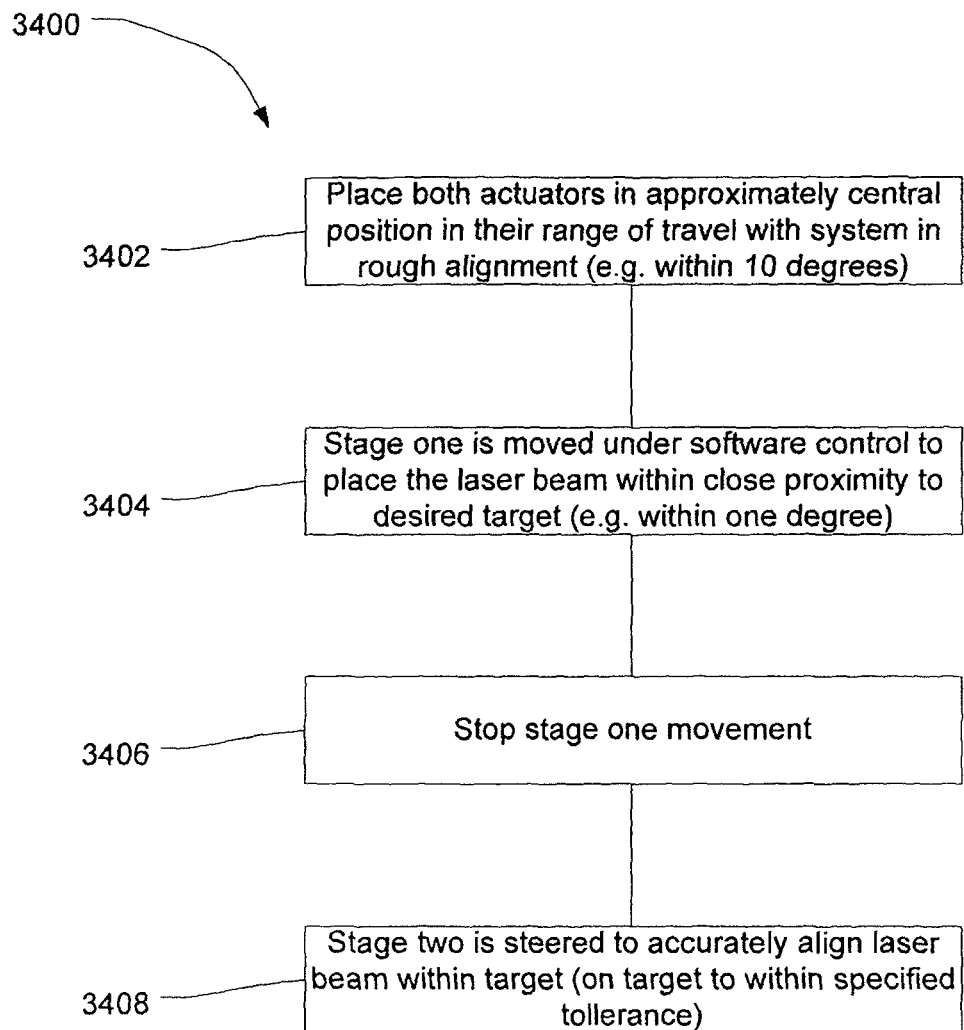 3400
Place both actuators in approximately central
position in their range of travel with system in
rough alignment (e.g. within 10 degrees)
3402
Stage one is moved under software control to
place the laser beam within close proximity to
desired target (e.g. within one degree)
3404
Stop stage one movement
3406
Stage two is steered to accurately align laser
beam within target (on target to within specified
tollerance)
3408